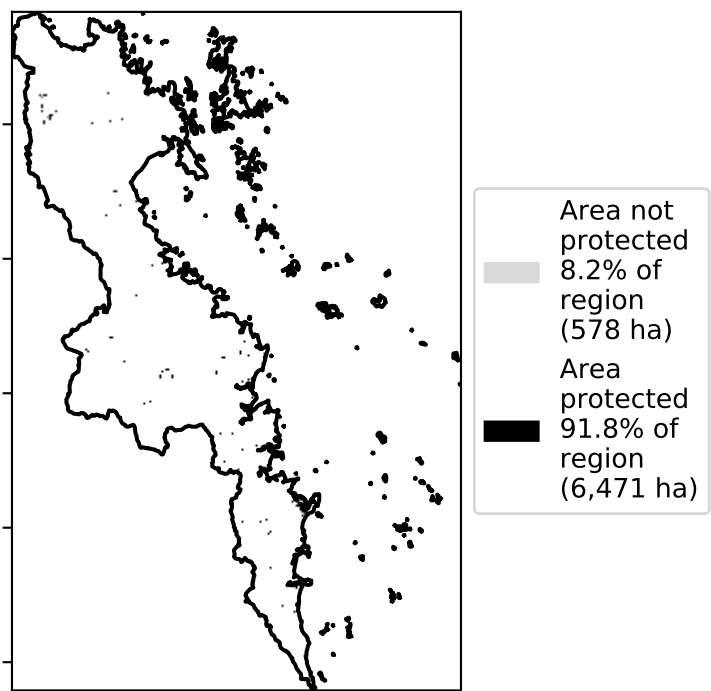 Area not
protected
8.2% of
region
(578 ha)
Area
protected
91.8% of
region
(6,471 ha)